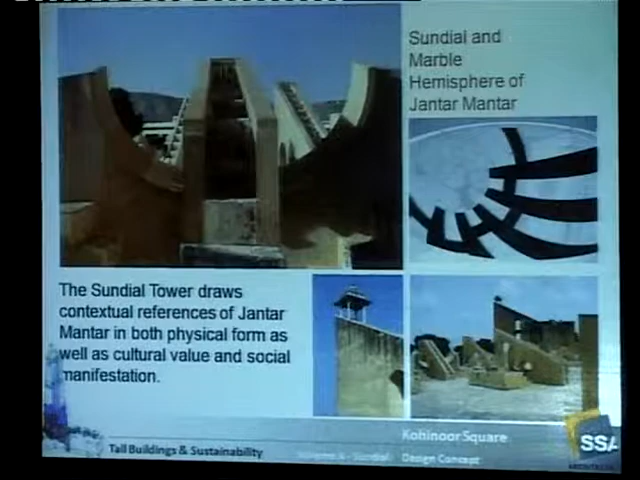 Sundial and
Marble
Hemisphere of
Jantar Mantar
The Sundial Tower draws
contextual references of Jantar
Mantar in both physical form as
well as cultural value and social
manifestation.
Kohinoor Square
Tall Buildings & Sustainability
Design Concept
SSA